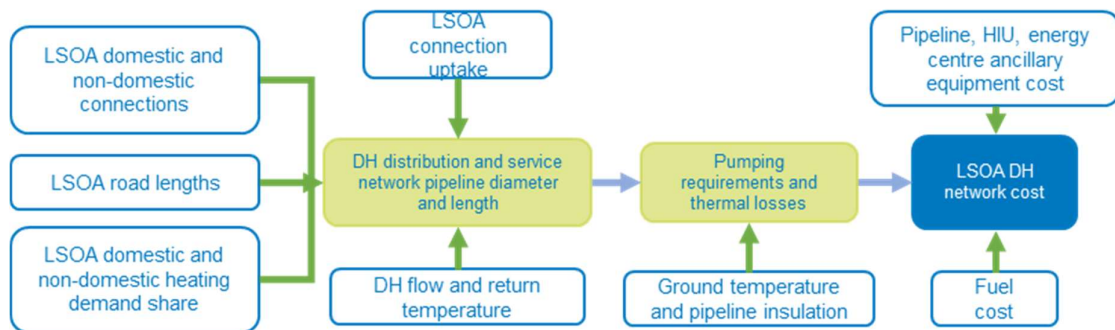 LSOA domestic and
non-domestic
connections
LSOA road lengths
LSOA domestic and
non-domestic heating
demand share
LSOA
connection
uptake
DH distribution and service
network pipeline diameter
and length
DH flow and return
temperature
Pumping
requirements and
thermal losses
Ground temperature
and pipeline insulation
Pipeline, HIU, energy
centre ancillary
equipment cost
LSOA DH
network cost
Fuel
cost